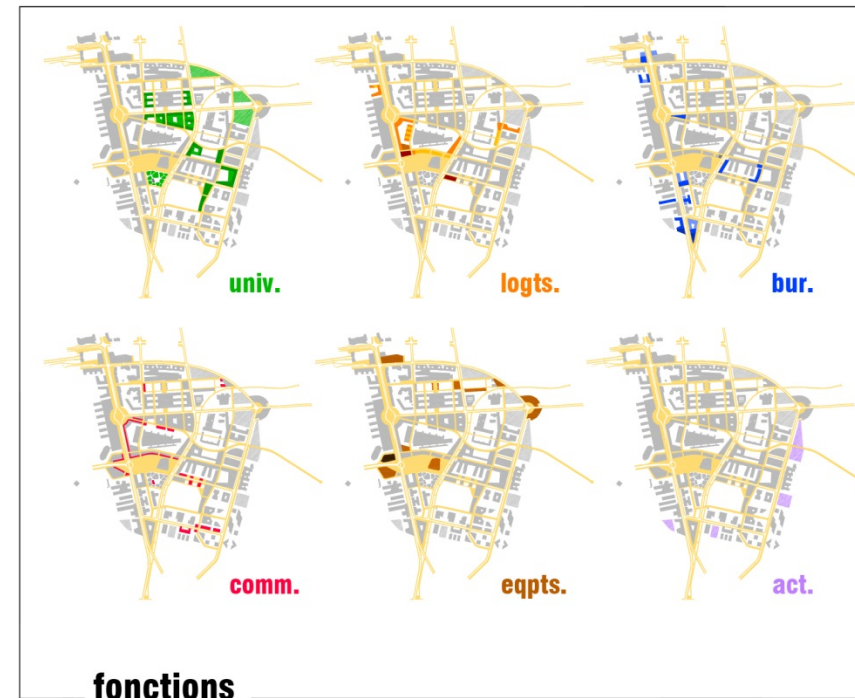 univ.
logts.
bur.
comm.
eqpts.
act.
fonctions